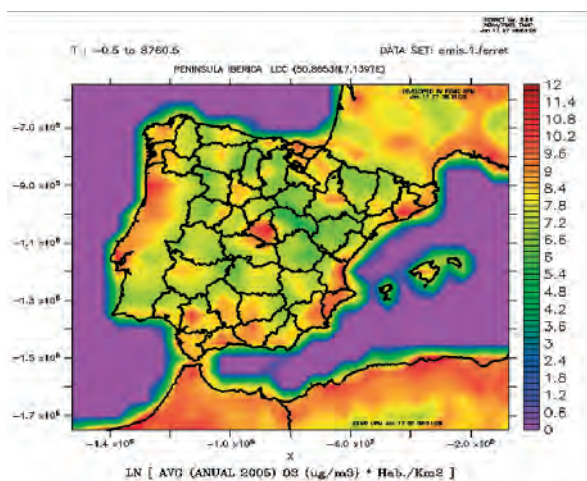 T : -0.5 to 8760.5
DATA SET: emis.1.ferret
PENINSULA IBERICA LCC (50,86538N,7,1397E)
12
11.4
10.8
10.2
9.6
9
8.4
7.8
7.2
6.6
6
5.4
4.8
4.2
3.6
3
2.4
1.8
1.2
0.6
0
-7.0 x10⁵
-9.0 x10⁵
-1.1 x10⁶
-1.3 x10⁶
-1.5 x10⁶
-1.7 x10⁶
-1.4 x10⁶
-1.0 x10⁶
-6.0 x10⁵
-2.0 x10⁵
X
LN [ AVG (ANUAL 2005) O3 (ug/m3) * Hab./Km2 ]